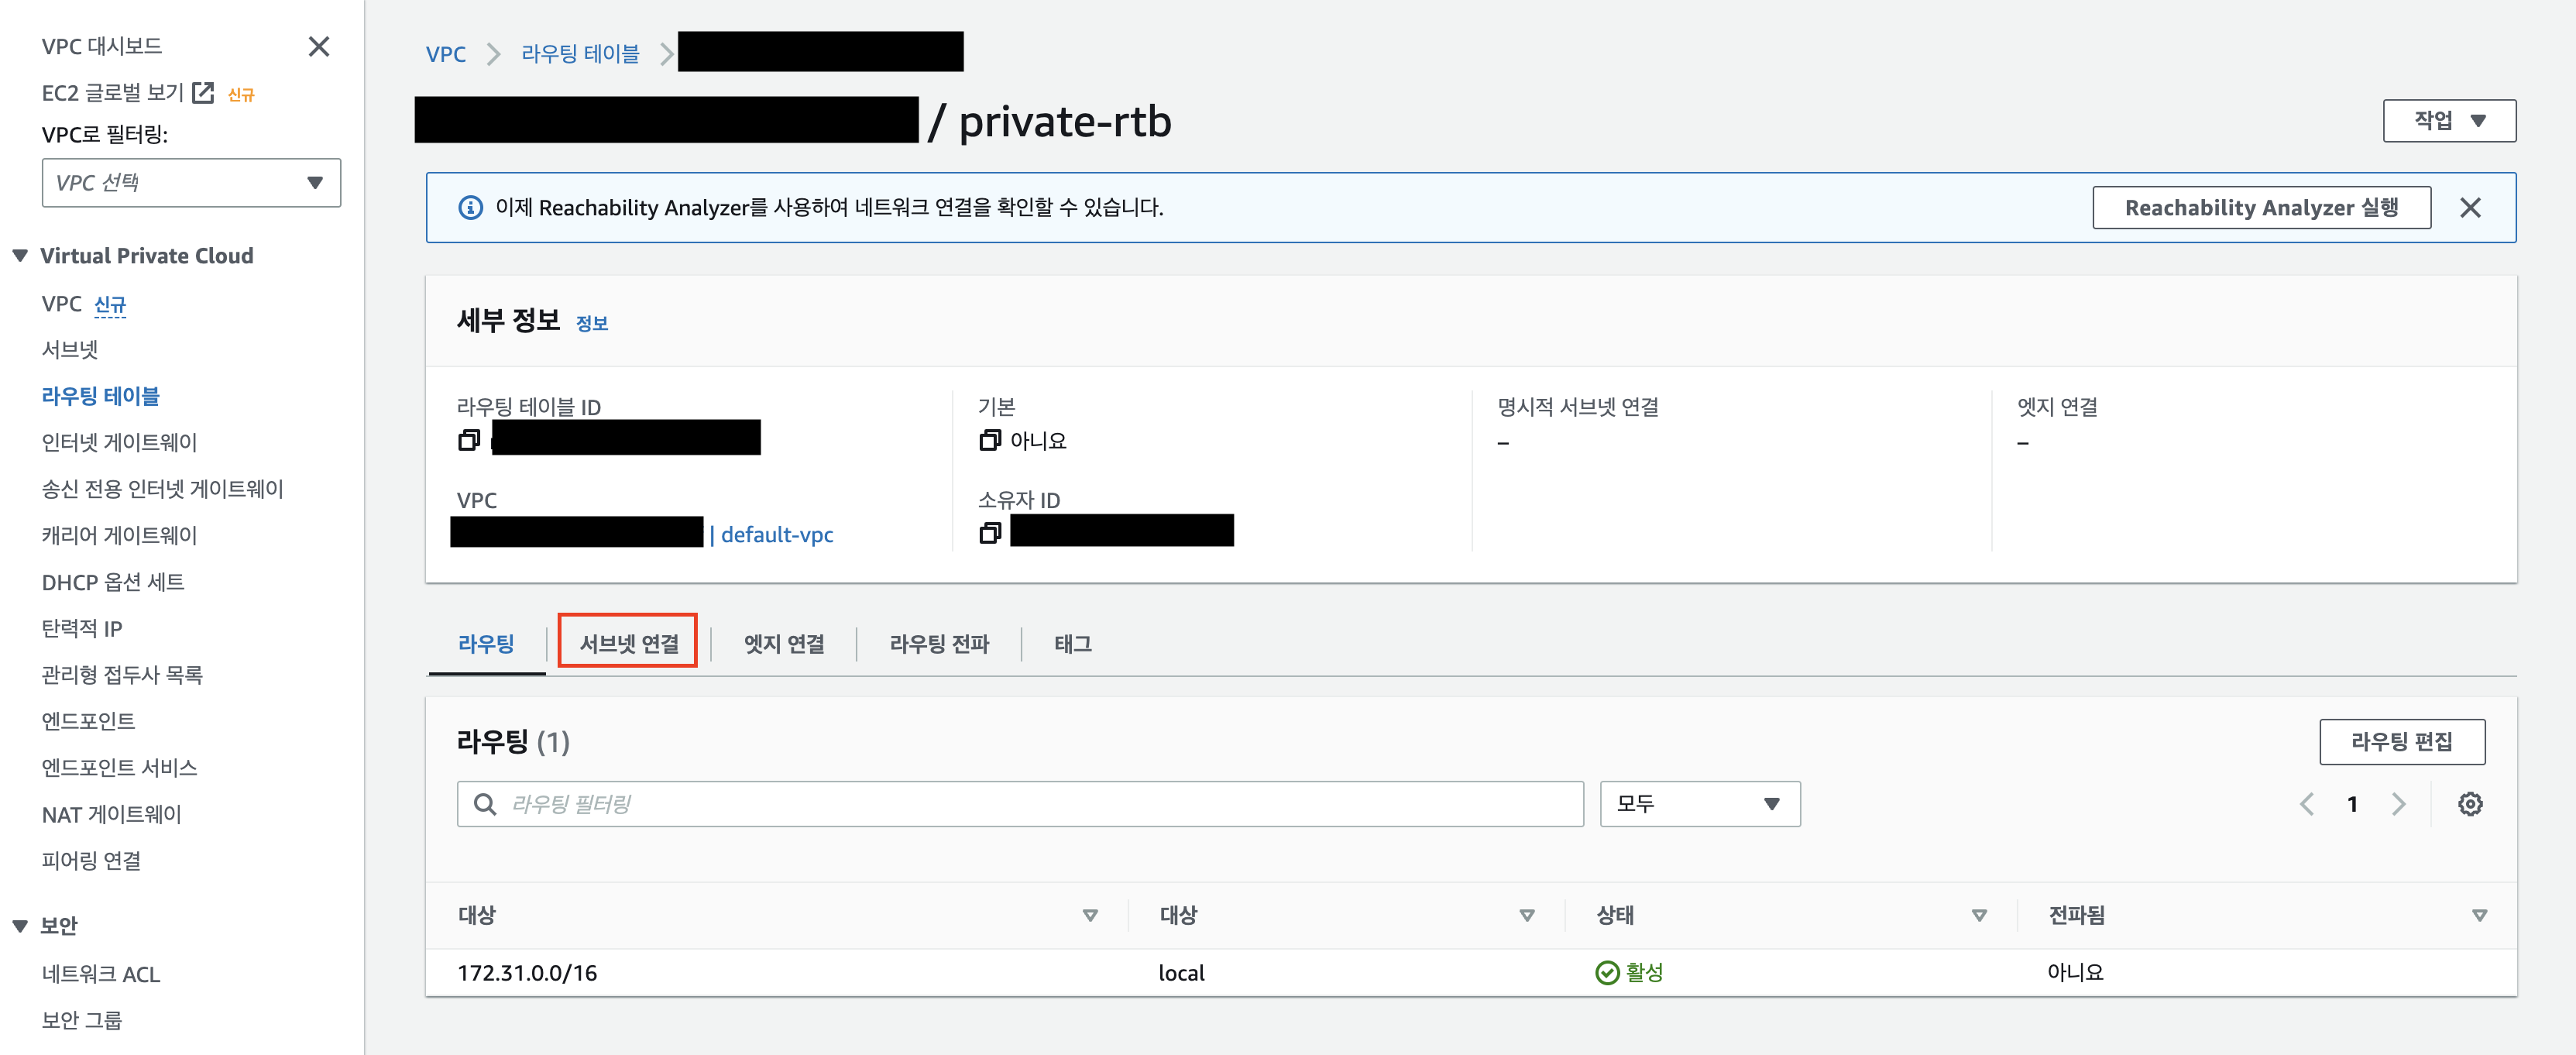 VPC 대시보드
EC2 글로벌 보기 신규
VPC로 필터링:
VPC 선택
Virtual Private Cloud
VPC 신규
서브넷
라우팅 테이블
인터넷 게이트웨이
송신 전용 인터넷 게이트웨이
캐리어 게이트웨이
DHCP 옵션 세트
탄력적 IP
관리형 접두사 목록
엔드포인트
엔드포인트 서비스
NAT 게이트웨이
피어링 연결
보안
네트워크 ACL
보안 그룹
VPC 라우팅 테이블
/ private-rtb
작업
이제 Reachability Analyzer를 사용하여 네트워크 연결을 확인할 수 있습니다.
Reachability Analyzer 실행
세부 정보 정보
라우팅 테이블 ID
기본
아니요
명시적 서브넷 연결
–
엣지 연결
–
VPC
| default-vpc
소유자 ID
라우팅 서브넷 연결 엣지 연결 라우팅 전파 태그
라우팅 (1)
라우팅 편집
라우팅 필터링
모두
1
대상 대상 상태 전파됨
172.31.0.0/16 local 활성 아니요